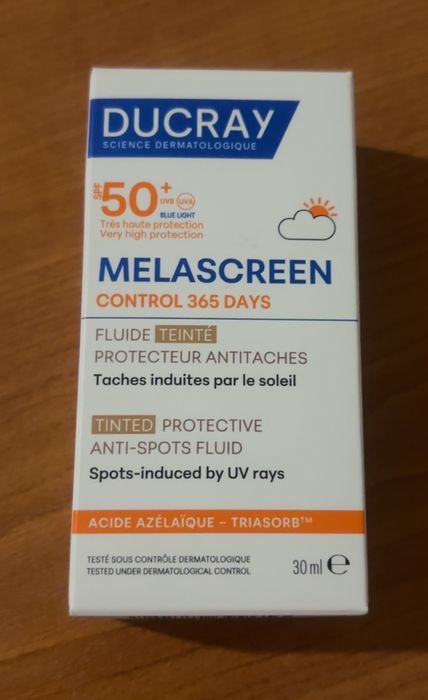 DUCRAY
SCIENCE DERMATOLOGIQUE
SPF 50+ UVB UVA
BLUE LIGHT
Très haute protection
Very high protection
MELASCREEN
CONTROL 365 DAYS
FLUIDE TEINTÉ
PROTECTEUR ANTITACHES
Taches induites par le soleil
TINTED PROTECTIVE
ANTI-SPOTS FLUID
Spots-induced by UV rays
ACIDE AZÉLAÏQUE - TRIASORB™
TESTÉ SOUS CONTRÔLE DERMATOLOGIQUE
TESTED UNDER DERMATOLOGICAL CONTROL
30 ml ℮